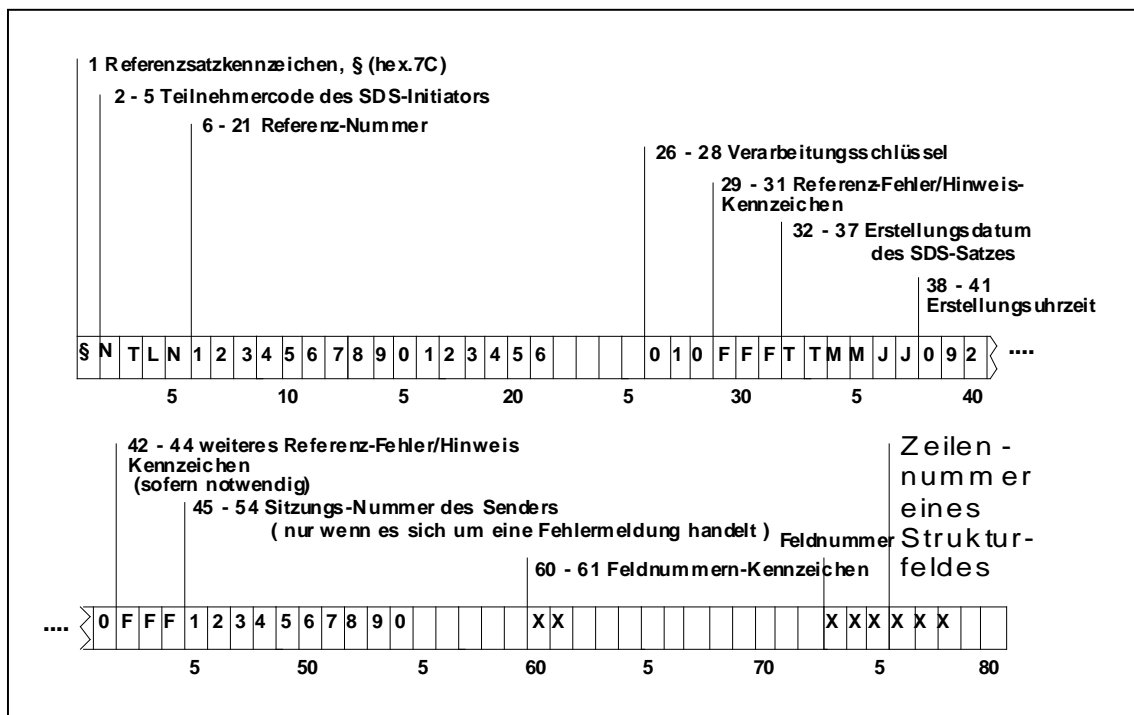 1 Referenzsatzkennzeichen, § (hex.7C)
2 - 5 Teilnehmercode des SDS-Initiators
6 - 21 Referenz-Nummer
26 - 28 Verarbeitungsschlüssel
29 - 31 Referenz-Fehler/Hinweis-
Kennzeichen
32 - 37 Erstellungsdatum
des SDS-Satzes
38 - 41
Erstellungsuhrzeit
§ N T L N 1 2 3 4 5 6 7 8 9 0 1 2 3 4 5 6 0 1 0 F F F T T M M J J 0 9 2 ....
5 10 5 20 5 30 5 40
42 - 44 weiteres Referenz-Fehler/Hinweis
Kennzeichen
(sofern notwendig)
45 - 54 Sitzungs-Nummer des Senders
( nur wenn es sich um eine Fehlermeldung handelt )
60 - 61 Feldnummern-Kennzeichen
Feldnummer
Zeilen -
nummer
eines
Struktur-
feldes
.... 0 F F F 1 2 3 4 5 6 7 8 9 0 X X X X X X X X
5 50 5 60 5 70 5 80